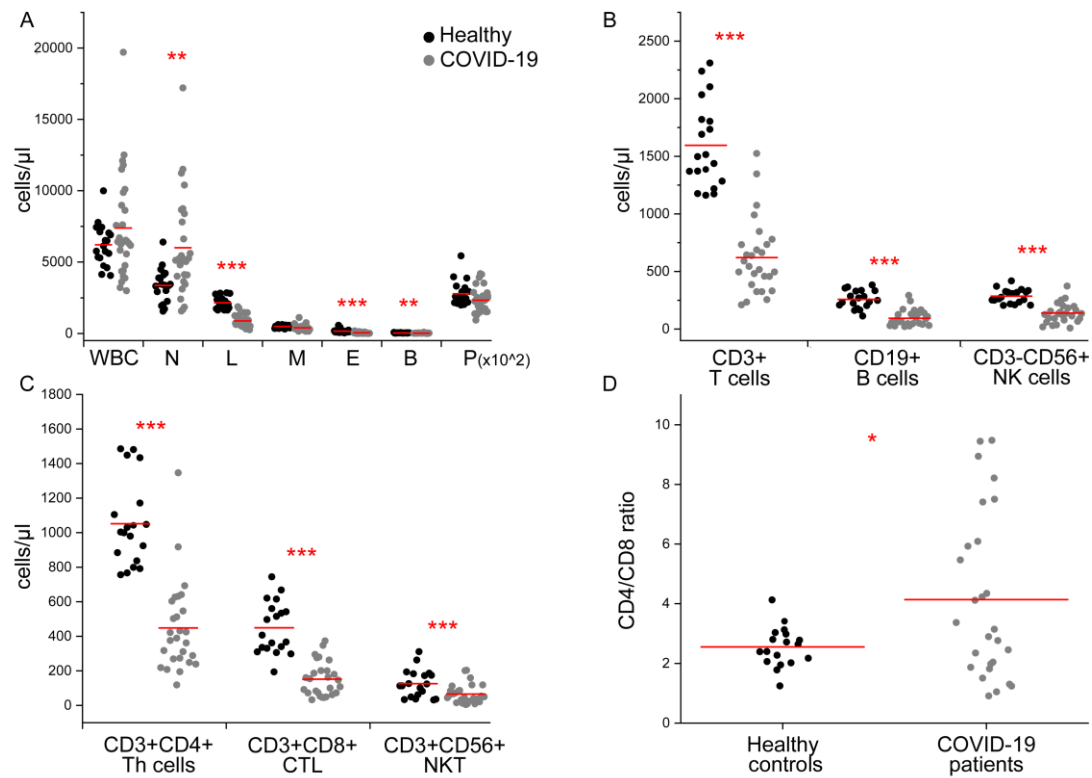 A
Healthy
COVID-19
**
***
***
**
cells/µl
20000
15000
10000
5000
0
WBC N L M E B P(x10^2)
B
***
***
***
cells/µl
2500
2000
1500
1000
500
0
CD3+ CD19+ CD3-CD56+
T cells B cells NK cells
C
***
***
***
cells/µl
1800
1600
1400
1200
1000
800
600
400
200
0
CD3+CD4+ CD3+CD8+ CD3+CD56+
Th cells CTL NKT
D
*
CD4/CD8 ratio
10
8
6
4
2
0
Healthy COVID-19
controls patients